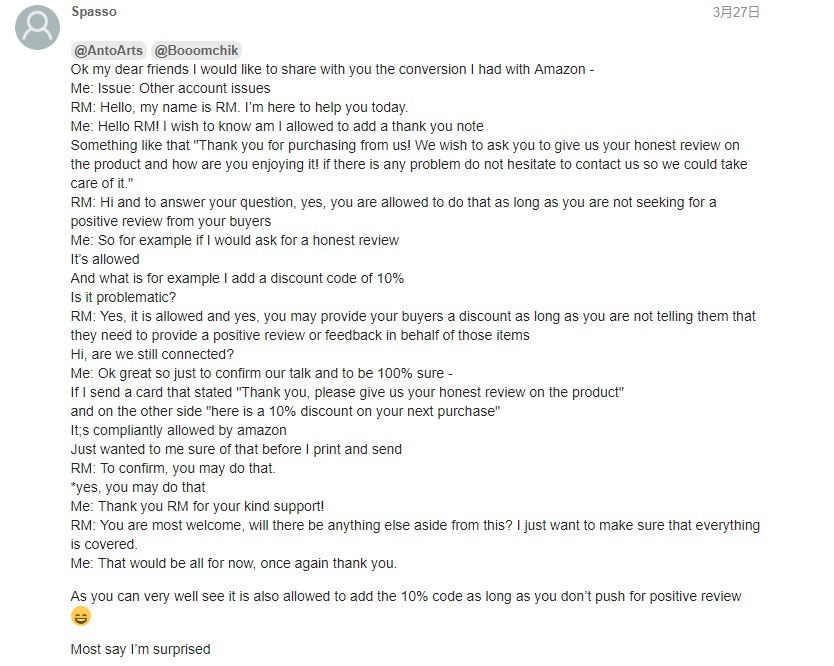 Spasso
3月27日
@AntoArts @Booomchik
Ok my dear friends I would like to share with you the conversion I had with Amazon -
Me: Issue: Other account issues
RM: Hello, my name is RM. I’m here to help you today.
Me: Hello RM! I wish to know am I allowed to add a thank you note
Something like that "Thank you for purchasing from us! We wish to ask you to give us your honest review on
the product and how are you enjoying it! if there is any problem do not hesitate to contact us so we could take
care of it."
RM: Hi and to answer your question, yes, you are allowed to do that as long as you are not seeking for a
positive review from your buyers
Me: So for example if I would ask for a honest review
It’s allowed
And what is for example I add a discount code of 10%
Is it problematic?
RM: Yes, it is allowed and yes, you may provide your buyers a discount as long as you are not telling them that
they need to provide a positive review or feedback in behalf of those items
Hi, are we still connected?
Me: Ok great so just to confirm our talk and to be 100% sure -
If I send a card that stated "Thank you, please give us your honest review on the product"
and on the other side "here is a 10% discount on your next purchase"
It;s compliantly allowed by amazon
Just wanted to me sure of that before I print and send
RM: To confirm, you may do that.
*yes, you may do that
Me: Thank you RM for your kind support!
RM: You are most welcome, will there be anything else aside from this? I just want to make sure that everything
is covered.
Me: That would be all for now, once again thank you.
As you can very well see it is also allowed to add the 10% code as long as you don’t push for positive review
😄
Most say I’m surprised